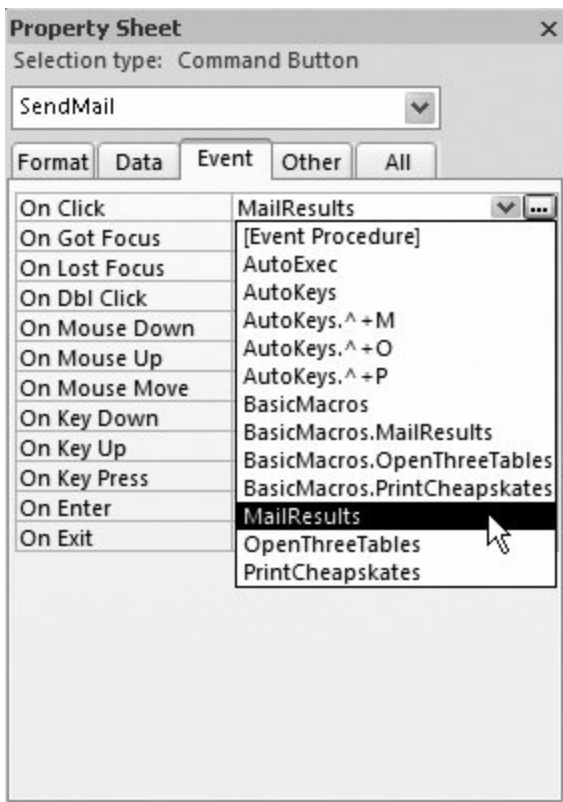 Property Sheet
Selection type: Command Button
SendMail
Format Data Event Other All
On Click MailResults ...
On Got Focus [Event Procedure]
On Lost Focus AutoExec
On Dbl Click AutoKeys
On Mouse Down AutoKeys.^+M
On Mouse Up AutoKeys.^+O
On Mouse Move AutoKeys.^+P
On Key Down BasicMacros
On Key Up BasicMacros.MailResults
On Key Press BasicMacros.OpenThreeTables
On Enter BasicMacros.PrintCheapskates
On Exit MailResults
OpenThreeTables
PrintCheapskates